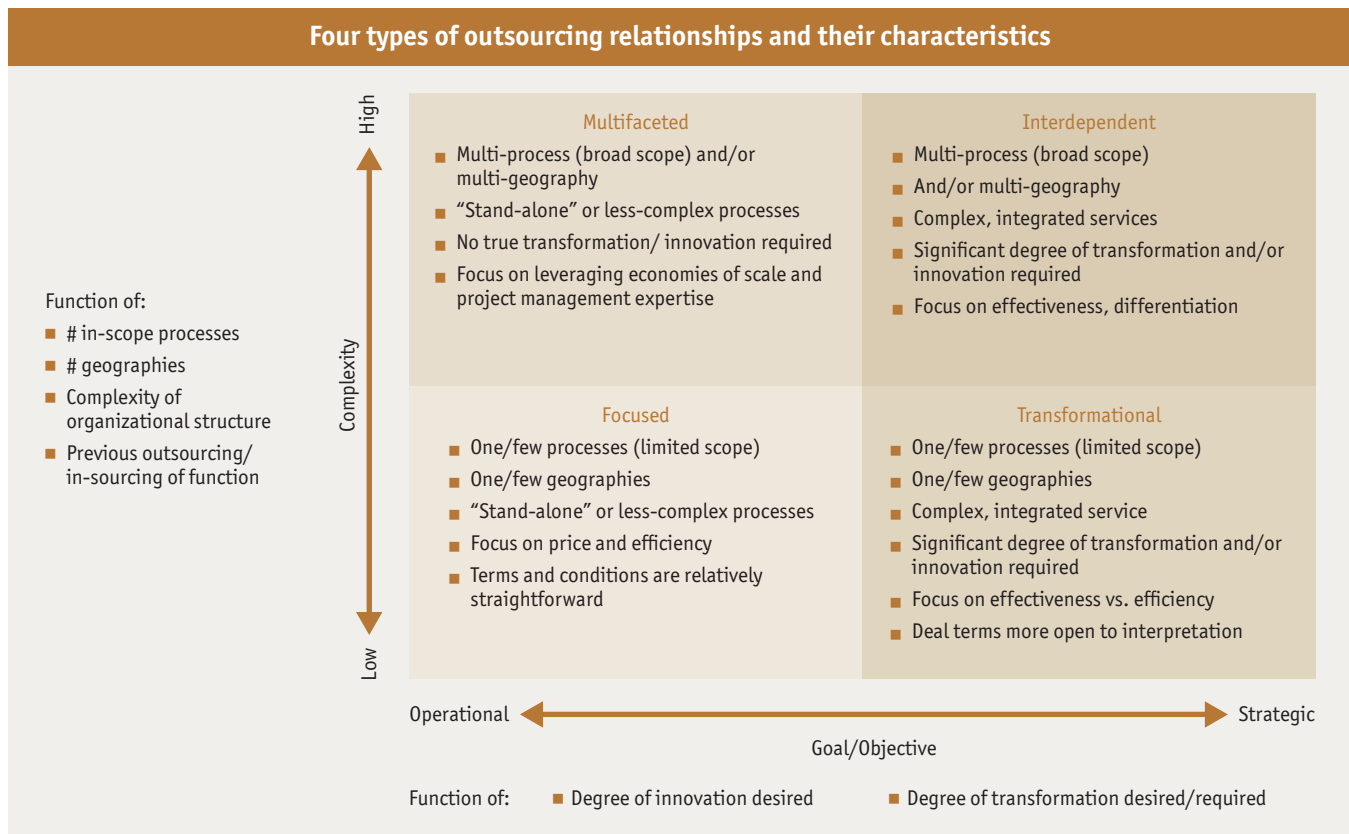 Four types of outsourcing relationships and their characteristics
Function of:
# in-scope processes
# geographies
Complexity of
organizational structure
Previous outsourcing/
in-sourcing of function
High
Complexity
Low
Multifaceted
Multi-process (broad scope) and/or
multi-geography
“Stand-alone” or less-complex processes
No true transformation/ innovation required
Focus on leveraging economies of scale and
project management expertise
Interdependent
Multi-process (broad scope)
And/or multi-geography
Complex, integrated services
Significant degree of transformation and/or
innovation required
Focus on effectiveness, differentiation
Focused
One/few processes (limited scope)
One/few geographies
“Stand-alone” or less-complex processes
Focus on price and efficiency
Terms and conditions are relatively
straightforward
Transformational
One/few processes (limited scope)
One/few geographies
Complex, integrated service
Significant degree of transformation and/or
innovation required
Focus on effectiveness vs. efficiency
Deal terms more open to interpretation
Operational
Strategic
Goal/Objective
Function of:
Degree of innovation desired
Degree of transformation desired/required